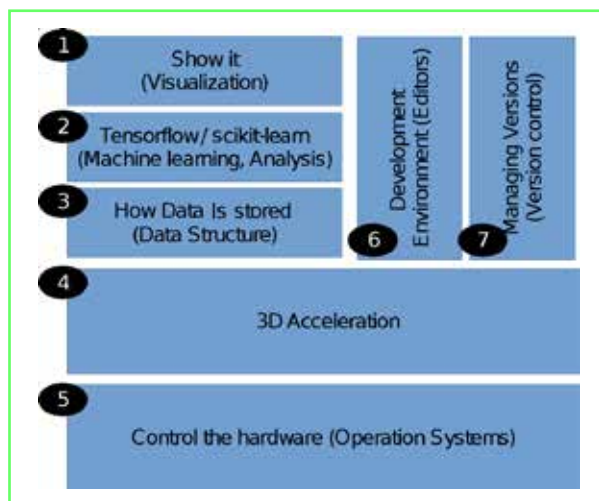 1
Show it
(Visualization)
2
Tensorflow/ scikit-learn
(Machine learning, Analysis)
3
How Data Is stored
(Data Structure)
6
Development
Environment (Editors)
7
Managing Versions
(Version control)
4
3D Acceleration
5
Control the hardware (Operation Systems)